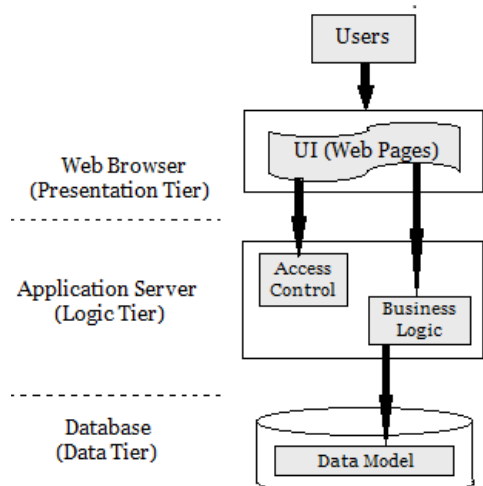 Users
UI (Web Pages)
Web Browser
(Presentation Tier)
Access
Control
Application Server
(Logic Tier)
Business
Logic
Database
(Data Tier)
Data Model